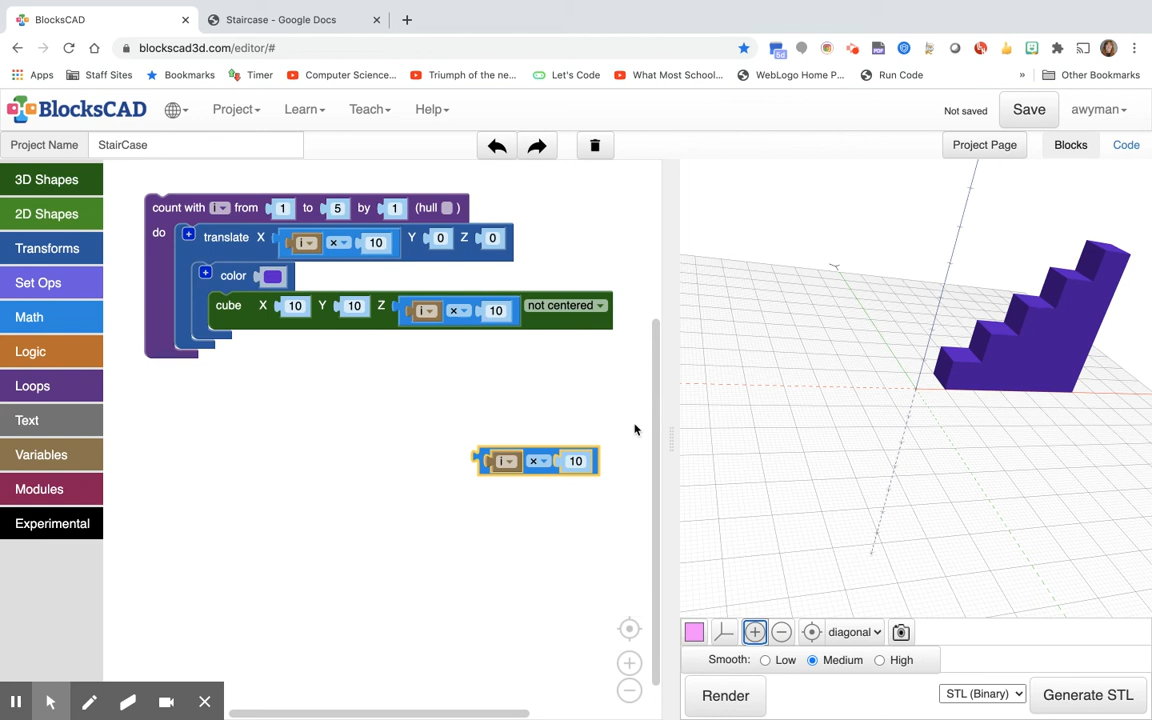 BlocksCAD
Staircase - Google Docs
blockscad3d.com/editor/#
6d
PDF
Apps
Staff Sites
Bookmarks
Timer
Computer Science...
Triumph of the ne...
Let's Code
What Most School...
WebLogo Home P...
Run Code
»
Other Bookmarks
BlocksCAD
Project
Learn
Teach
Help
Not saved
Save
awyman
Project Name
StairCase
Project Page
Blocks
Code
3D Shapes
2D Shapes
Transforms
Set Ops
Math
Logic
Loops
Text
Variables
Modules
Experimental
count with i from 1 to 5 by 1 (hull )
do
translate X i × 10 Y 0 Z 0
color
cube X 10 Y 10 Z i × 10 not centered
i × 10
diagonal
Smooth: Low Medium High
Render
STL (Binary)
Generate STL